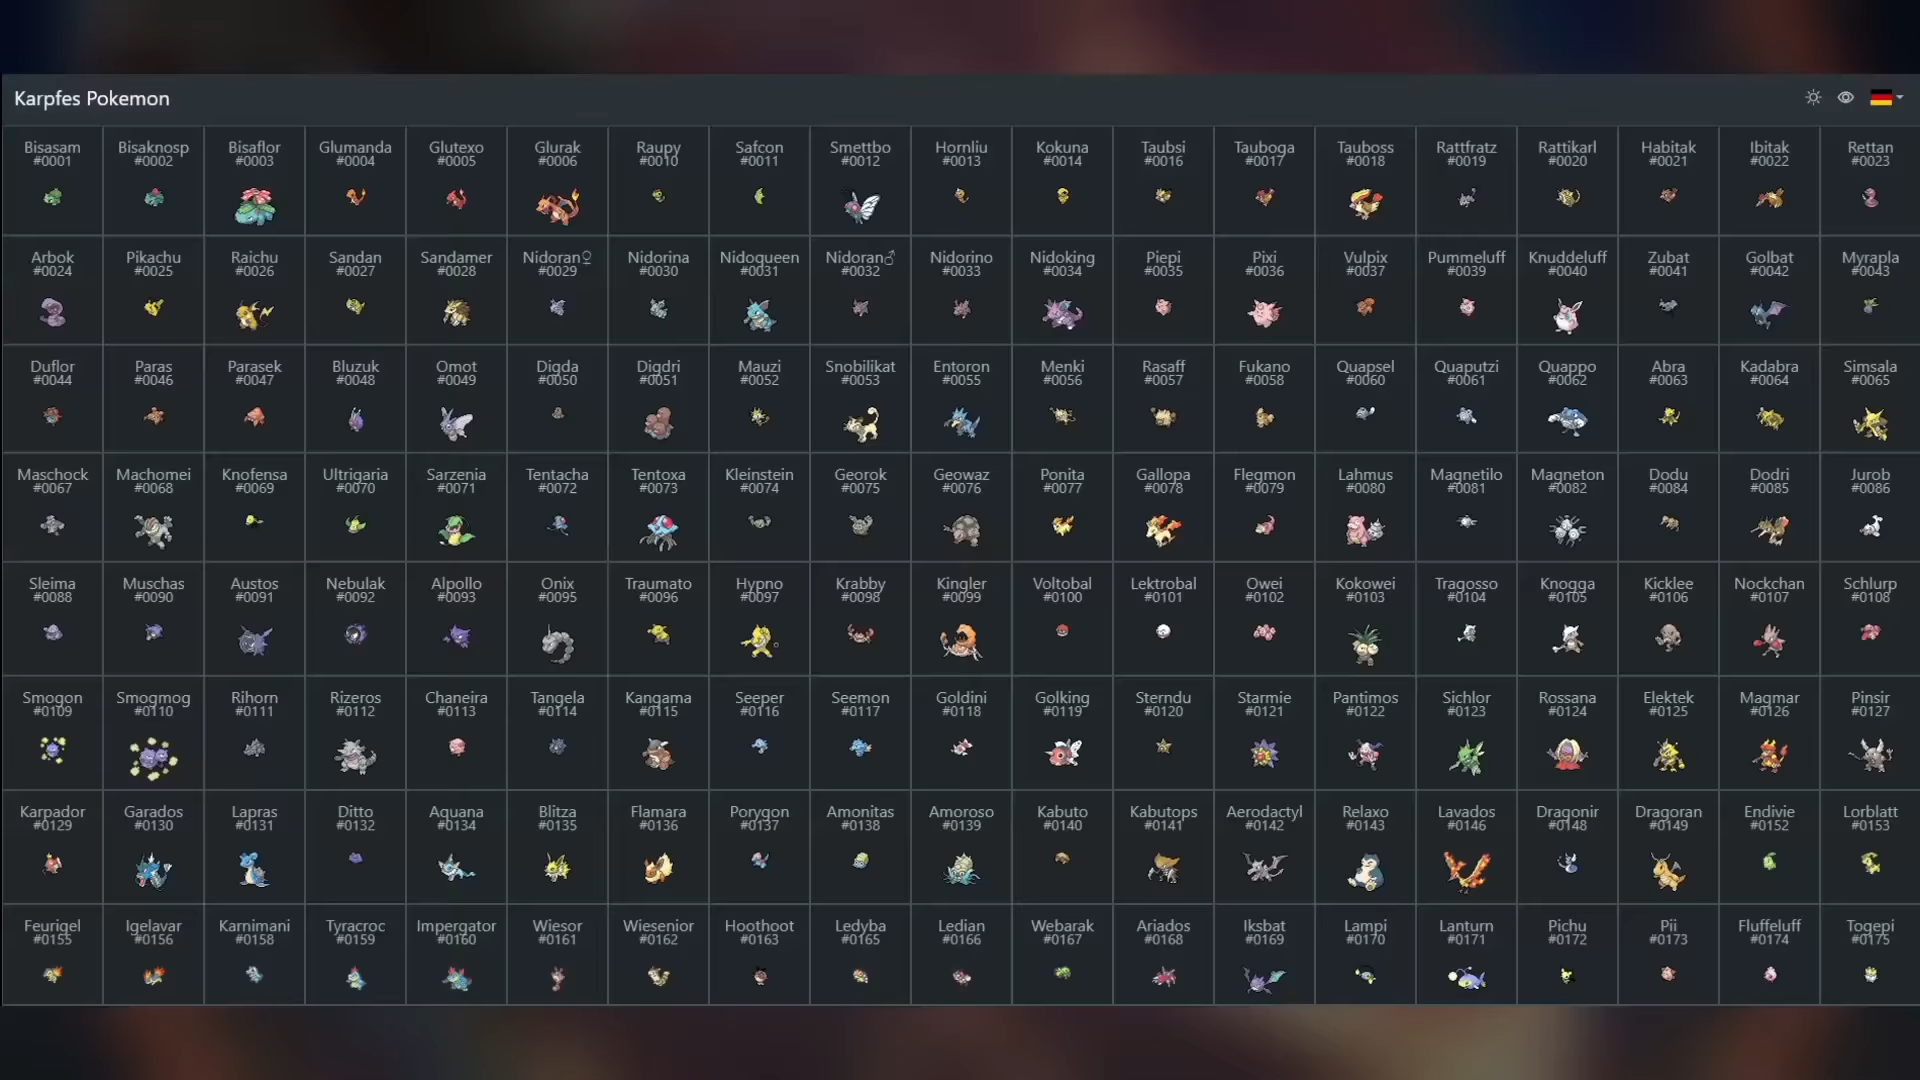 Karpfes Pokemon
Bisasam Bisaknosp Bisaflor Glumanda Glutexo Glurak Raupy Safcon Smettbo Hornliu Kokuna Taubsi Tauboga Tauboss Rattfratz Rattikarl Habitak Ibitak Rettan
#0001 #0002 #0003 #0004 #0005 #0006 #0010 #0011 #0012 #0013 #0014 #0016 #0017 #0018 #0019 #0020 #0021 #0022 #0023
Arbok Pikachu Raichu Sandan Sandamer Nidoran♀ Nidorina Nidoqueen Nidoran♂ Nidorino Nidoking Piepi Pixi Vulpix Pummeluff Knuddeluff Zubat Golbat Myrapla
#0024 #0025 #0026 #0027 #0028 #0029 #0030 #0031 #0032 #0033 #0034 #0035 #0036 #0037 #0039 #0040 #0041 #0042 #0043
Duflor Paras Parasek Bluzuk Omot Digda Digdri Mauzi Snobilikat Entoron Menki Rasaff Fukano Quapsel Quaputzi Quappo Abra Kadabra Simsala
#0044 #0046 #0047 #0048 #0049 #0050 #0051 #0052 #0053 #0055 #0056 #0057 #0058 #0060 #0061 #0062 #0063 #0064 #0065
Maschock Machomei Knofensa Ultrigaria Sarzenia Tentacha Tentoxa Kleinstein Georok Geowaz Ponita Gallopa Flegmon Lahmus Magnetilo Magneton Dodu Dodri Jurob
#0067 #0068 #0069 #0070 #0071 #0072 #0073 #0074 #0075 #0076 #0077 #0078 #0079 #0080 #0081 #0082 #0084 #0085 #0086
Sleima Muschas Austos Nebulak Alpollo Onix Traumato Hypno Krabby Kingler Voltobal Lektrobal Owei Kokowei Tragosso Knogga Kicklee Nockchan Schlurp
#0088 #0090 #0091 #0092 #0093 #0095 #0096 #0097 #0098 #0099 #0100 #0101 #0102 #0103 #0104 #0105 #0106 #0107 #0108
Smogon Smogmog Rihorn Rizeros Chaneira Tangela Kangama Seeper Seemon Goldini Golking Sterndu Starmie Pantimos Sichlor Rossana Elektek Magmar Pinsir
#0109 #0110 #0111 #0112 #0113 #0114 #0115 #0116 #0117 #0118 #0119 #0120 #0121 #0122 #0123 #0124 #0125 #0126 #0127
Karpador Garados Lapras Ditto Aquana Blitza Flamara Porygon Amonitas Amoroso Kabuto Kabutops Aerodactyl Relaxo Lavados Dragonir Dragoran Endivie Lorblatt
#0129 #0130 #0131 #0132 #0134 #0135 #0136 #0137 #0138 #0139 #0140 #0141 #0142 #0143 #0146 #0148 #0149 #0152 #0153
Feurigel Igelavar Karnimani Tyracroc Impergator Wiesor Wiesenior Hoothoot Ledyba Ledian Webarak Ariados Iksbat Lampi Lanturn Pichu Pii Fluffeluff Togepi
#0155 #0156 #0158 #0159 #0160 #0161 #0162 #0163 #0165 #0166 #0167 #0168 #0169 #0170 #0171 #0172 #0173 #0174 #0175